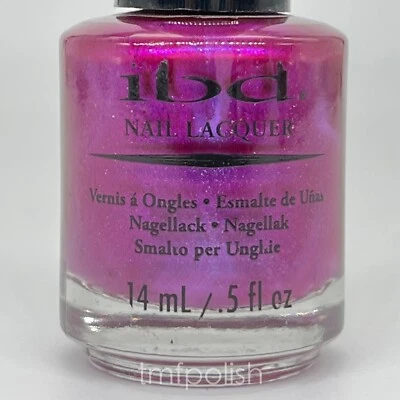 ibd.
NAIL LACQUER
Vernis á Ongles • Esmalte de Uñas
Nagellack • Nagellak
Smalto per Unghie
14 mL / .5 fl oz
tmfpolish